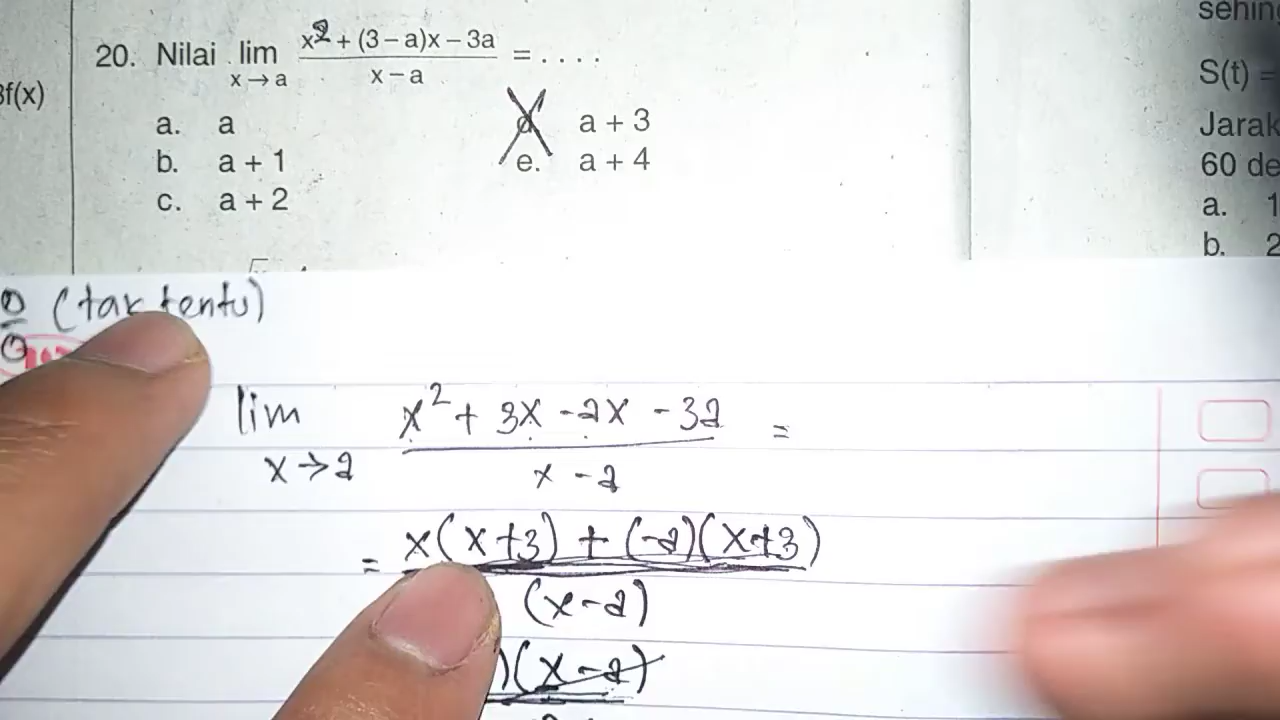 3f(x)
20. Nilai lim x→a x² + (3 – a)x – 3a / x – a = ....
a. a
b. a + 1
c. a + 2
d. a + 3
e. a + 4
sehin
S(t) =
Jarak
60 de
a. 1
b. 2
0/0 (tak tentu)
lim x→a x² + 3x - ax - 3a / x - a =
= x(x+3) + (-a)(x+3) / (x-a)
)(x-a)